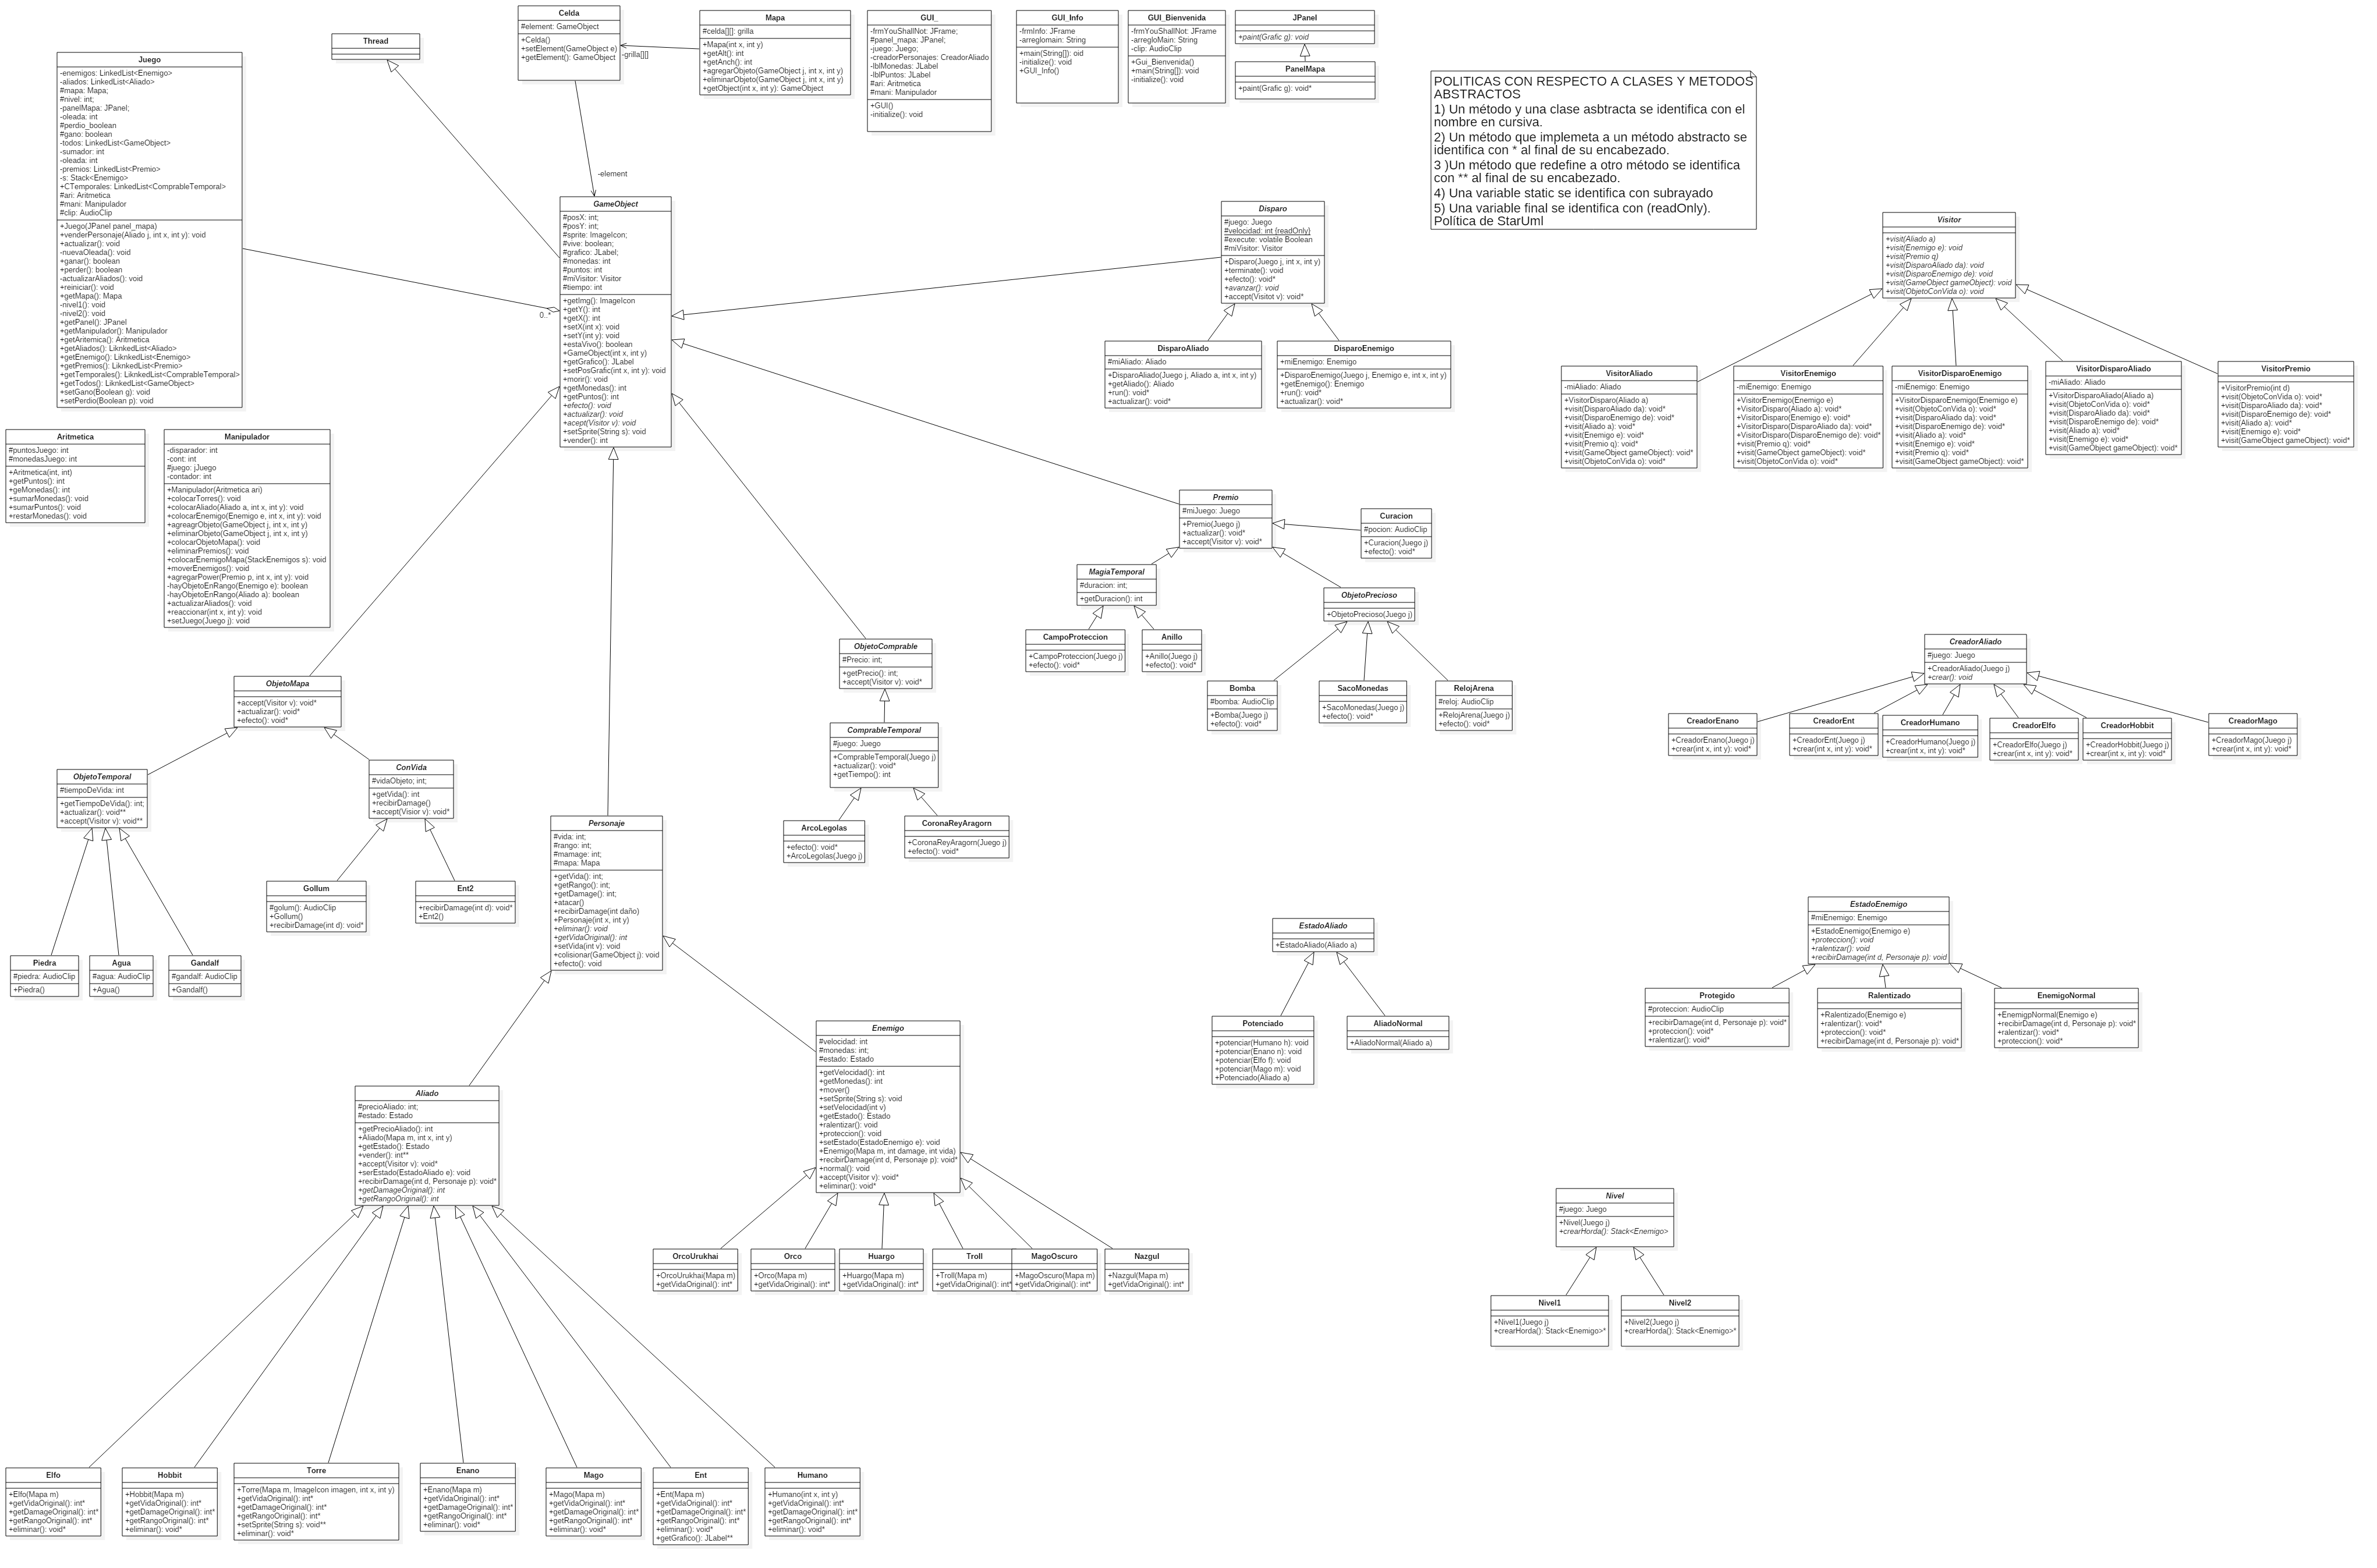 Juego
-enemigos: LinkedList<Enemigo>
-aliados: LinkedList<Aliado>
#mapa: Mapa;
#nivel: int;
-panelMapa: JPanel;
-oleada: int
#perdio_boolean
#gano: boolean
-todos: LinkedList<GameObject>
-sumador: int
-oleada: int
-premios: LinkedList<Premio>
-s: Stack<Enemigo>
+CTemporales: LinkedList<ComprableTemporal>
#ari: Aritmetica
#mani: Manipulador
#clip: AudioClip
+Juego(JPanel panel_mapa)
+venderPersonaje(Aliado j, int x, int y): void
+actualizar(): void
-nuevaOleada(): void
+ganar(): boolean
+perder(): boolean
-actualizarAliados(): void
+reiniciar(): void
+getMapa(): Mapa
-nivel1(): void
-nivel2(): void
+getPanel(): JPanel
+getManipulador(): Manipulador
+getAritemica(): Aritmetica
+getAliados(): LiknkedList<Aliado>
+getEnemigo(): LiknkedList<Enemigo>
+getPremios(): LiknkedList<Premio>
+getTemporales(): LiknkedList<ComprableTemporal>
+getTodos(): LiknkedList<GameObject>
+setGano(Boolean g): void
+setPerdio(Boolean p): void
Thread
Celda
#element: GameObject
+Celda()
+setElement(GameObject e)
+getElement(): GameObject
-grilla[][]
-element
Mapa
#celda[][]: grilla
+Mapa(int x, int y)
+getAlt(): int
+getAnch(): int
+agregarObjeto(GameObject j, int x, int y)
+eliminarObjeto(GameObject j, int x, int y)
+getObject(int x, int y): GameObject
GUI_
-frmYouShallNot: JFrame;
#panel_mapa: JPanel;
-juego: Juego;
-creadorPersonajes: CreadorAliado
-lblMonedas: JLabel
-lblPuntos: JLabel
#ari: Aritmetica
#mani: Manipulador
+GUI()
-initialize(): void
GUI_Info
-frmInfo: JFrame
-arreglomain: String
+main(String[]): oid
-initialize(): void
+GUI_Info()
GUI_Bienvenida
-frmYouShallNot: JFrame
-arregloMain: String
-clip: AudioClip
+Gui_Bienvenida()
+main(String[]): void
-initialize(): void
JPanel
+paint(Grafic g): void
PanelMapa
+paint(Grafic g): void*
POLITICAS CON RESPECTO A CLASES Y METODOS
ABSTRACTOS
1) Un método y una clase asbtracta se identifica con el
nombre en cursiva.
2) Un método que implemeta a un método abstracto se
identifica con * al final de su encabezado.
3 )Un método que redefine a otro método se identifica
con ** al final de su encabezado.
4) Una variable static se identifica con subrayado
5) Una variable final se identifica con (readOnly).
Política de StarUml
0..*
GameObject
#posX: int;
#posY: int;
#sprite: ImageIcon;
#vive: boolean;
#grafico: JLabel;
#monedas: int
#puntos: int
#miVisitor: Visitor
#tiempo: int
+getImg(): ImageIcon
+getY(): int
+getX(): int
+setX(int x): void
+setY(int y): void
+estaVivo(): boolean
+GameObject(int x, int y)
+getGrafico(): JLabel
+setPosGrafic(int x, int y): void
+morir(): void
+getMonedas(): int
+getPuntos(): int
+efecto(): void
+actualizar(): void
+acept(Visitor v): void
+setSprite(String s): void
+vender(): int
Disparo
#juego: Juego
#velocidad: int {readOnly}
#execute: volatile Boolean
#miVisitor: Visitor
+Disparo(Juego j, int x, int y)
+terminate(): void
+efecto(): void*
+avanzar(): void
+accept(Visitot v): void*
DisparoAliado
#miAliado: Aliado
+DisparoAliado(Juego j, Aliado a, int x, int y)
+getAliado(): Aliado
+run(): void*
+actualizar(): void*
DisparoEnemigo
+miEnemigo: Enemigo
+DisparoEnemigo(Juego j, Enemigo e, int x, int y)
+getEnemigo(): Enemigo
+run(): void*
+actualizar(): void*
Visitor
+visit(Aliado a)
+visit(Enemigo e): void
+visit(Premio q)
+visit(DisparoAliado da): void
+visit(DisparoEnemigo de): void
+visit(GameObject gameObject): void
+visit(ObjetoConVida o): void
VisitorAliado
-miAliado: Aliado
+VisitorDisparo(Aliado a)
+visit(DisparoAliado da): void*
+visit(DisparoEnemigo de): void*
+visit(Aliado a): void*
+visit(Enemigo e): void*
+visit(Premio q): void*
+visit(GameObject gameObject): void*
+visit(ObjetoConVida o): void*
VisitorEnemigo
-miEnemigo: Enemigo
+VisitorEnemigo(Enemigo e)
+VisitorDisparo(Aliado a): void*
+VisitorDisparo(Enemigo e): void*
+VisitorDisparo(DisparoAliado da): void*
+VisitorDisparo(DisparoEnemigo de): void*
+visit(Premio q): void*
+visit(GameObject gameObject): void*
+visit(ObjetoConVida o): void*
VisitorDisparoEnemigo
-miEnemigo: Enemigo
+VisitorDisparoEnemigo(Enemigo e)
+visit(ObjetoConVida o): void*
+visit(DisparoAliado da): void*
+visit(DisparoEnemigo de): void*
+visit(Aliado a): void*
+visit(Enemigo e): void*
+visit(Premio q): void*
+visit(GameObject gameObject): void*
VisitorDisparoAliado
-miAliado: Aliado
+VisitorDisparoAliado(Aliado a)
+visit(ObjetoConVida o): void*
+visit(DisparoAliado da): void*
+visit(DisparoEnemigo de): void*
+visit(Aliado a): void*
+visit(Enemigo e): void*
+visit(GameObject gameObject): void*
VisitorPremio
+VisitorPremio(int d)
+visit(ObjetoConVida o): void*
+visit(DisparoAliado da): void*
+visit(DisparoEnemigo de): void*
+visit(Aliado a): void*
+visit(Enemigo e): void*
+visit(GameObject gameObject): void*
Aritmetica
#puntosJuego: int
#monedasJuego: int
+Aritmetica(int, int)
+getPuntos(): int
+geMonedas(): int
+sumarMonedas(): void
+sumarPuntos(): void
+restarMonedas(): void
Manipulador
-disparador: int
-cont: int
#juego: jJuego
-contador: int
+Manipulador(Aritmetica ari)
+colocarTorres(): void
+colocarAliado(Aliado a, int x, int y): void
+colocarEnemigo(Enemigo e, int x, int y): void
+agreagrObjeto(GameObject j, int x, int y)
+eliminarObjeto(GameObject j, int x, int y)
+colocarObjetoMapa(): void
+eliminarPremios(): void
+colocarEnemigoMapa(StackEnemigos s): void
+moverEnemigos(): void
+agregarPower(Premio p, int x, int y): void
-hayObjetoEnRango(Enemigo e): boolean
-hayObjetoEnRango(Aliado a): boolean
+actualizarAliados(): void
+reaccionar(int x, int y): void
+setJuego(Juego j): void
Premio
#miJuego: Juego
+Premio(Juego j)
+actualizar(): void*
+accept(Visitor v): void*
Curacion
#pocion: AudioClip
+Curacion(Juego j)
+efecto(): void*
MagiaTemporal
#duracion: int;
+getDuracion(): int
ObjetoPrecioso
+ObjetoPrecioso(Juego j)
CampoProteccion
+CampoProteccion(Juego j)
+efecto(): void*
Anillo
+Anillo(Juego j)
+efecto(): void*
Bomba
#bomba: AudioClip
+Bomba(Juego j)
+efecto(): void*
SacoMonedas
+SacoMonedas(Juego j)
+efecto(): void*
RelojArena
#reloj: AudioClip
+RelojArena(Juego j)
+efecto(): void*
CreadorAliado
#juego: Juego
+CreadorAliado(Juego j)
+crear(): void
CreadorEnano
+CreadorEnano(Juego j)
+crear(int x, int y): void*
CreadorEnt
+CreadorEnt(Juego j)
+crear(int x, int y): void*
CreadorHumano
+CreadorHumano(Juego j)
+crear(int x, int y): void*
CreadorElfo
+CreadorElfo(Juego j)
+crear(int x, int y): void*
CreadorHobbit
+CreadorHobbit(Juego j)
+crear(int x, int y): void*
CreadorMago
+CreadorMago(Juego j)
+crear(int x, int y): void*
ObjetoComprable
#Precio: int;
+getPrecio(): int;
+accept(Visitor v): void*
ComprableTemporal
#juego: Juego
+ComprableTemporal(Juego j)
+actualizar(): void*
+getTiempo(): int
ArcoLegolas
+efecto(): void*
+ArcoLegolas(Juego j)
CoronaReyAragorn
+CoronaReyAragorn(Juego j)
+efecto(): void*
ObjetoMapa
+accept(Visitor v): void*
+actualizar(): void*
+efecto(): void*
ObjetoTemporal
#tiempoDeVida: int
+getTiempoDeVida(): int;
+actualizar(): void**
+accept(Visitor v): void**
ConVida
#vidaObjeto; int;
+getVida(): int
+recibirDamage()
+accept(Visior v): void*
Gollum
#golum(): AudioClip
+Gollum()
+recibirDamage(int d): void*
Ent2
+recibirDamage(int d): void*
+Ent2()
Piedra
#piedra: AudioClip
+Piedra()
Agua
#agua: AudioClip
+Agua()
Gandalf
#gandalf: AudioClip
+Gandalf()
Personaje
#vida: int;
#rango: int;
#mamage: int;
#mapa: Mapa
+getVida(): int;
+getRango(): int;
+getDamage(): int;
+atacar()
+recibirDamage(int daño)
+Personaje(int x, int y)
+eliminar(): void
+getVidaOriginal(): int
+setVida(int v): void
+colisionar(GameObject j): void
+efecto(): void
EstadoAliado
+EstadoAliado(Aliado a)
Potenciado
+potenciar(Humano h): void
+potenciar(Enano n): void
+potenciar(Elfo f): void
+potenciar(Mago m): void
+Potenciado(Aliado a)
AliadoNormal
+AliadoNormal(Aliado a)
EstadoEnemigo
#miEnemigo: Enemigo
+EstadoEnemigo(Enemigo e)
+proteccion(): void
+ralentizar(): void
+recibirDamage(int d, Personaje p): void
Protegido
#proteccion: AudioClip
+recibirDamage(int d, Personaje p): void*
+proteccion(): void*
+ralentizar(): void*
Ralentizado
+Ralentizado(Enemigo e)
+ralentizar(): void*
+proteccion(): void*
+recibirDamage(int d, Personaje p): void*
EnemigoNormal
+EnemigpNormal(Enemigo e)
+recibirDamage(int d, Personaje p): void*
+ralentizar(): void*
+proteccion(): void*
Aliado
#precioAliado: int;
#estado: Estado
+getPrecioAliado(): int
+Aliado(Mapa m, int x, int y)
+getEstado(): Estado
+vender(): int**
+accept(Visitor v): void*
+serEstado(EstadoAliado e): void
+recibirDamage(int d, Personaje p): void*
+getDamageOriginal(): int
+getRangoOriginal(): int
Enemigo
#velocidad: int
#monedas: int;
#estado: Estado
+getVelocidad(): int
+getMonedas(): int
+mover()
+setSprite(String s): void
+setVelocidad(int v)
+getEstado(): Estado
+ralentizar(): void
+proteccion(): void
+setEstado(EstadoEnemigo e): void
+Enemigo(Mapa m, int damage, int vida)
+recibirDamage(int d, Personaje p): void*
+normal(): void
+accept(Visitor v): void*
+eliminar(): void*
OrcoUrukhai
+OrcoUrukhai(Mapa m)
+getVidaOriginal(): int*
Orco
+Orco(Mapa m)
+getVidaOriginal(): int*
Huargo
+Huargo(Mapa m)
+getVidaOriginal(): int*
Troll
+Troll(Mapa m)
+getVidaOriginal(): int*
MagoOscuro
+MagoOscuro(Mapa m)
+getVidaOriginal(): int*
Nazgul
+Nazgul(Mapa m)
+getVidaOriginal(): int*
Nivel
#juego: Juego
+Nivel(Juego j)
+crearHorda(): Stack<Enemigo>
Nivel1
+Nivel1(Juego j)
+crearHorda(): Stack<Enemigo>*
Nivel2
+Nivel2(Juego j)
+crearHorda(): Stack<Enemigo>*
Elfo
+Elfo(Mapa m)
+getVidaOriginal(): int*
+getDamageOriginal(): int*
+getRangoOriginal(): int*
+eliminar(): void*
Hobbit
+Hobbit(Mapa m)
+getVidaOriginal(): int*
+getDamageOriginal(): int*
+getRangoOriginal(): int*
+eliminar(): void*
Torre
+Torre(Mapa m, ImageIcon imagen, int x, int y)
+getVidaOriginal(): int*
+getDamageOriginal(): int*
+getRangoOriginal(): int*
+setSprite(String s): void**
+eliminar(): void*
Enano
+Enano(Mapa m)
+getVidaOriginal(): int*
+getDamageOriginal(): int*
+getRangoOriginal(): int*
+eliminar(): void*
Mago
+Mago(Mapa m)
+getVidaOriginal(): int*
+getDamageOriginal(): int*
+getRangoOriginal(): int*
+eliminar(): void*
Ent
+Ent(Mapa m)
+getVidaOriginal(): int*
+getDamageOriginal(): int*
+getRangoOriginal(): int*
+eliminar(): void*
+getGrafico(): JLabel**
Humano
+Humano(int x, int y)
+getVidaOriginal(): int*
+getDamageOriginal(): int*
+getRangoOriginal(): int*
+eliminar(): void*